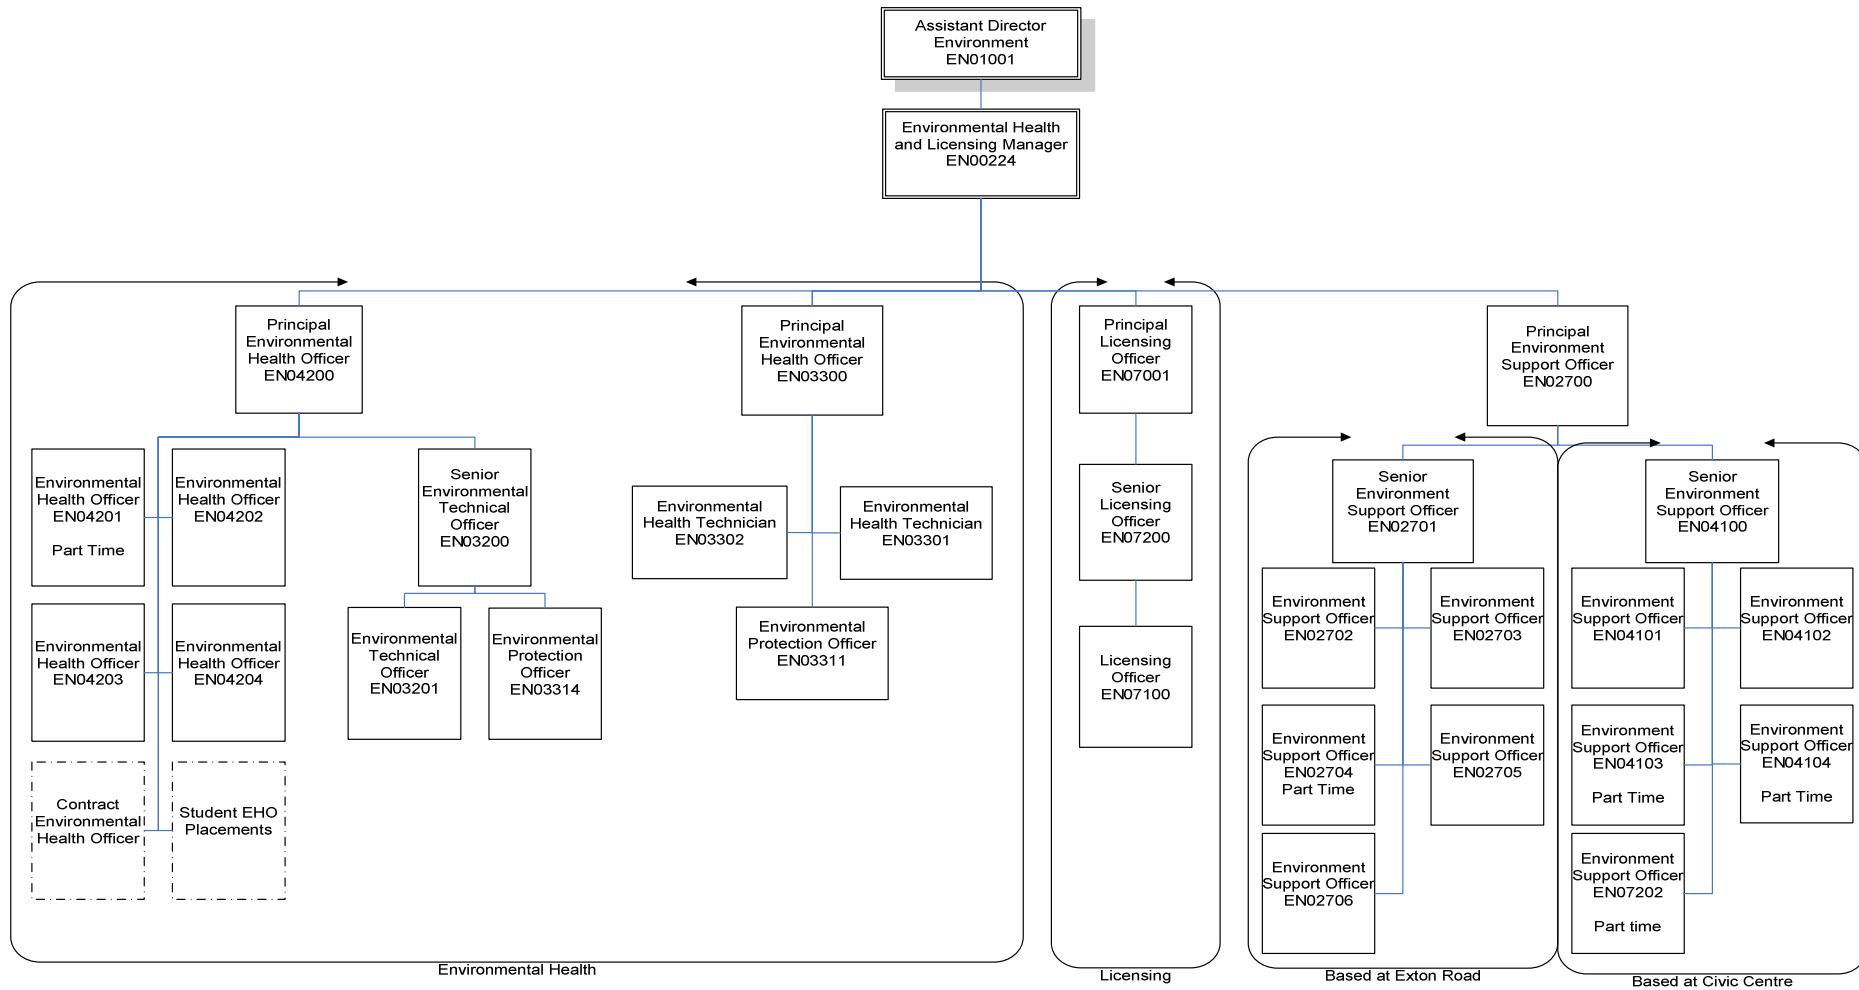 Assistant Director
Environment
EN01001
Environmental Health
and Licensing Manager
EN00224
Principal
Environmental
Health Officer
EN04200
Principal
Environmental
Health Officer
EN03300
Principal
Licensing
Officer
EN07001
Principal
Environment
Support Officer
EN02700
Environmental
Health Officer
EN04201
Part Time
Environmental
Health Officer
EN04202
Senior
Environmental
Technical
Officer
EN03200
Environmental
Health Technician
EN03302
Environmental
Health Technician
EN03301
Senior
Licensing
Officer
EN07200
Senior
Environment
Support Officer
EN02701
Senior
Environment
Support Officer
EN04100
Environmental
Health Officer
EN04203
Environmental
Health Officer
EN04204
Environmental
Technical
Officer
EN03201
Environmental
Protection
Officer
EN03314
Environmental
Protection Officer
EN03311
Licensing
Officer
EN07100
Environment
Support Officer
EN02702
Environment
Support Officer
EN02703
Environment
Support Officer
EN04101
Environment
Support Officer
EN04102
Environment
Support Officer
EN02704
Part Time
Environment
Support Officer
EN02705
Environment
Support Officer
EN04103
Part Time
Environment
Support Officer
EN04104
Part Time
Contract
Environmental
Health Officer
Student EHO
Placements
Environment
Support Officer
EN02706
Environment
Support Officer
EN07202
Part time
Environmental Health
Licensing
Based at Exton Road
Based at Civic Centre